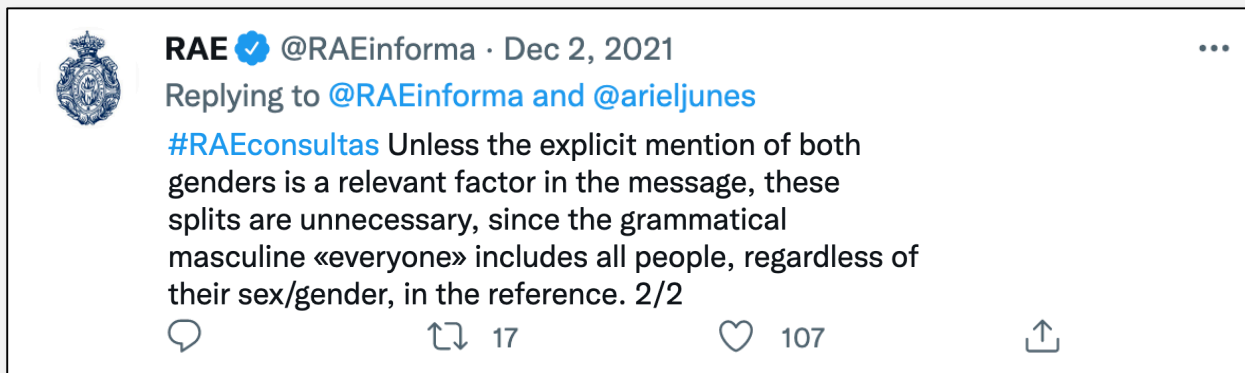 RAE @RAEinforma · Dec 2, 2021
Replying to @RAEinforma and @arieljunes
#RAEconsultas Unless the explicit mention of both
genders is a relevant factor in the message, these
splits are unnecessary, since the grammatical
masculine «everyone» includes all people, regardless of
their sex/gender, in the reference. 2/2
17 107